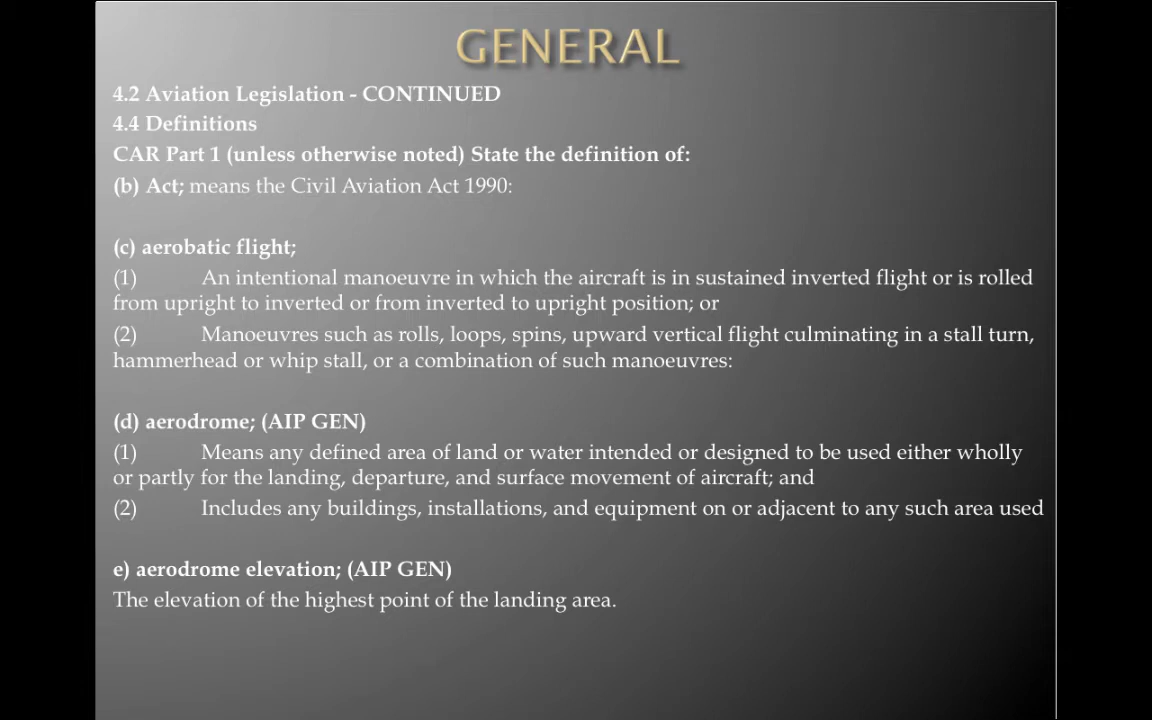 GENERAL
4.2 Aviation Legislation - CONTINUED
4.4 Definitions
CAR Part 1 (unless otherwise noted) State the definition of:
(b) Act; means the Civil Aviation Act 1990:
(c) aerobatic flight;
(1) An intentional manoeuvre in which the aircraft is in sustained inverted flight or is rolled
from upright to inverted or from inverted to upright position; or
(2) Manoeuvres such as rolls, loops, spins, upward vertical flight culminating in a stall turn,
hammerhead or whip stall, or a combination of such manoeuvres:
(d) aerodrome; (AIP GEN)
(1) Means any defined area of land or water intended or designed to be used either wholly
or partly for the landing, departure, and surface movement of aircraft; and
(2) Includes any buildings, installations, and equipment on or adjacent to any such area used
e) aerodrome elevation; (AIP GEN)
The elevation of the highest point of the landing area.